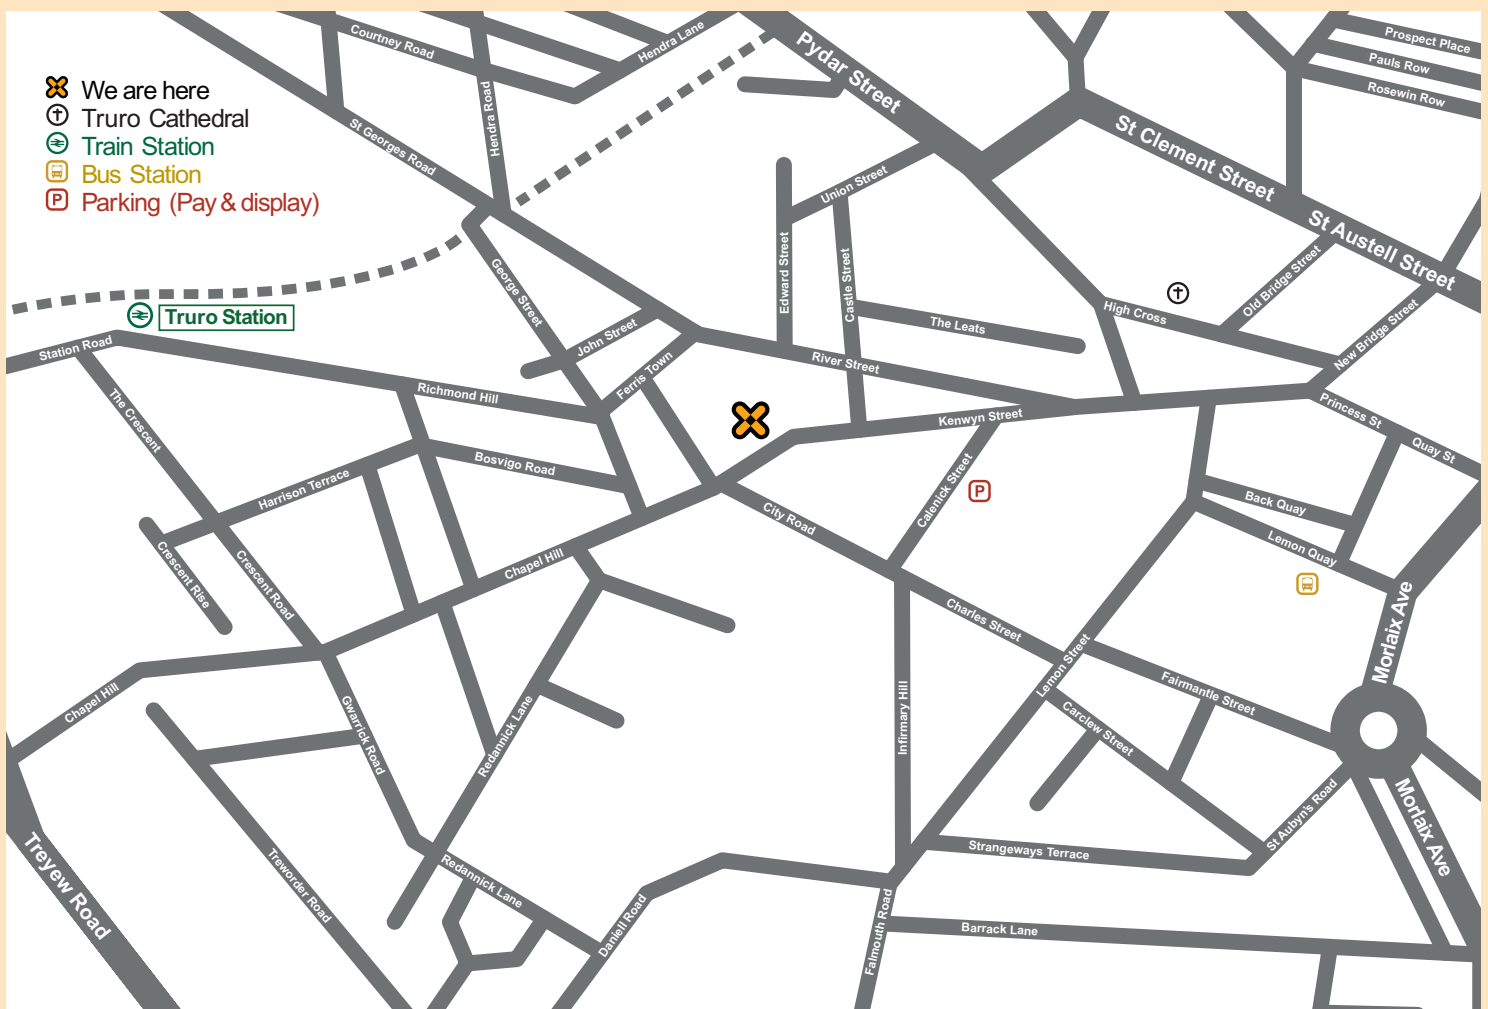 We are here
Truro Cathedral
Train Station
Bus Station
P
Parking (Pay & display)
Courtney Road
Hendra Lane
Hendra Road
St Georges Road
Pydar Street
Prospect Place
Pauls Row
Rosewin Row
St Clement Street
St Austell Street
Union Street
Edward Street
Castle Street
The Leats
High Cross
Old Bridge Street
New Bridge Street
Truro Station
Station Road
George Street
John Street
Ferris Town
River Street
Richmond Hill
The Crescent
Kenwyn Street
Princess St
Quay St
Bosvigo Road
Harrison Terrace
Calenick Street
P
City Road
Back Quay
Lemon Quay
Crescent Rise
Crescent Road
Chapel Hill
Charles Street
Lemon Street
Morlaix Ave
Chapel Hill
Gwarrick Road
Redannick Lane
Infirmary Hill
Carclew Street
Fairmantle Street
St Aubyn's Road
Morlaix Ave
Strangeways Terrace
Treyew Road
Treworder Road
Redannick Lane
Daniell Road
Falmouth Road
Barrack Lane